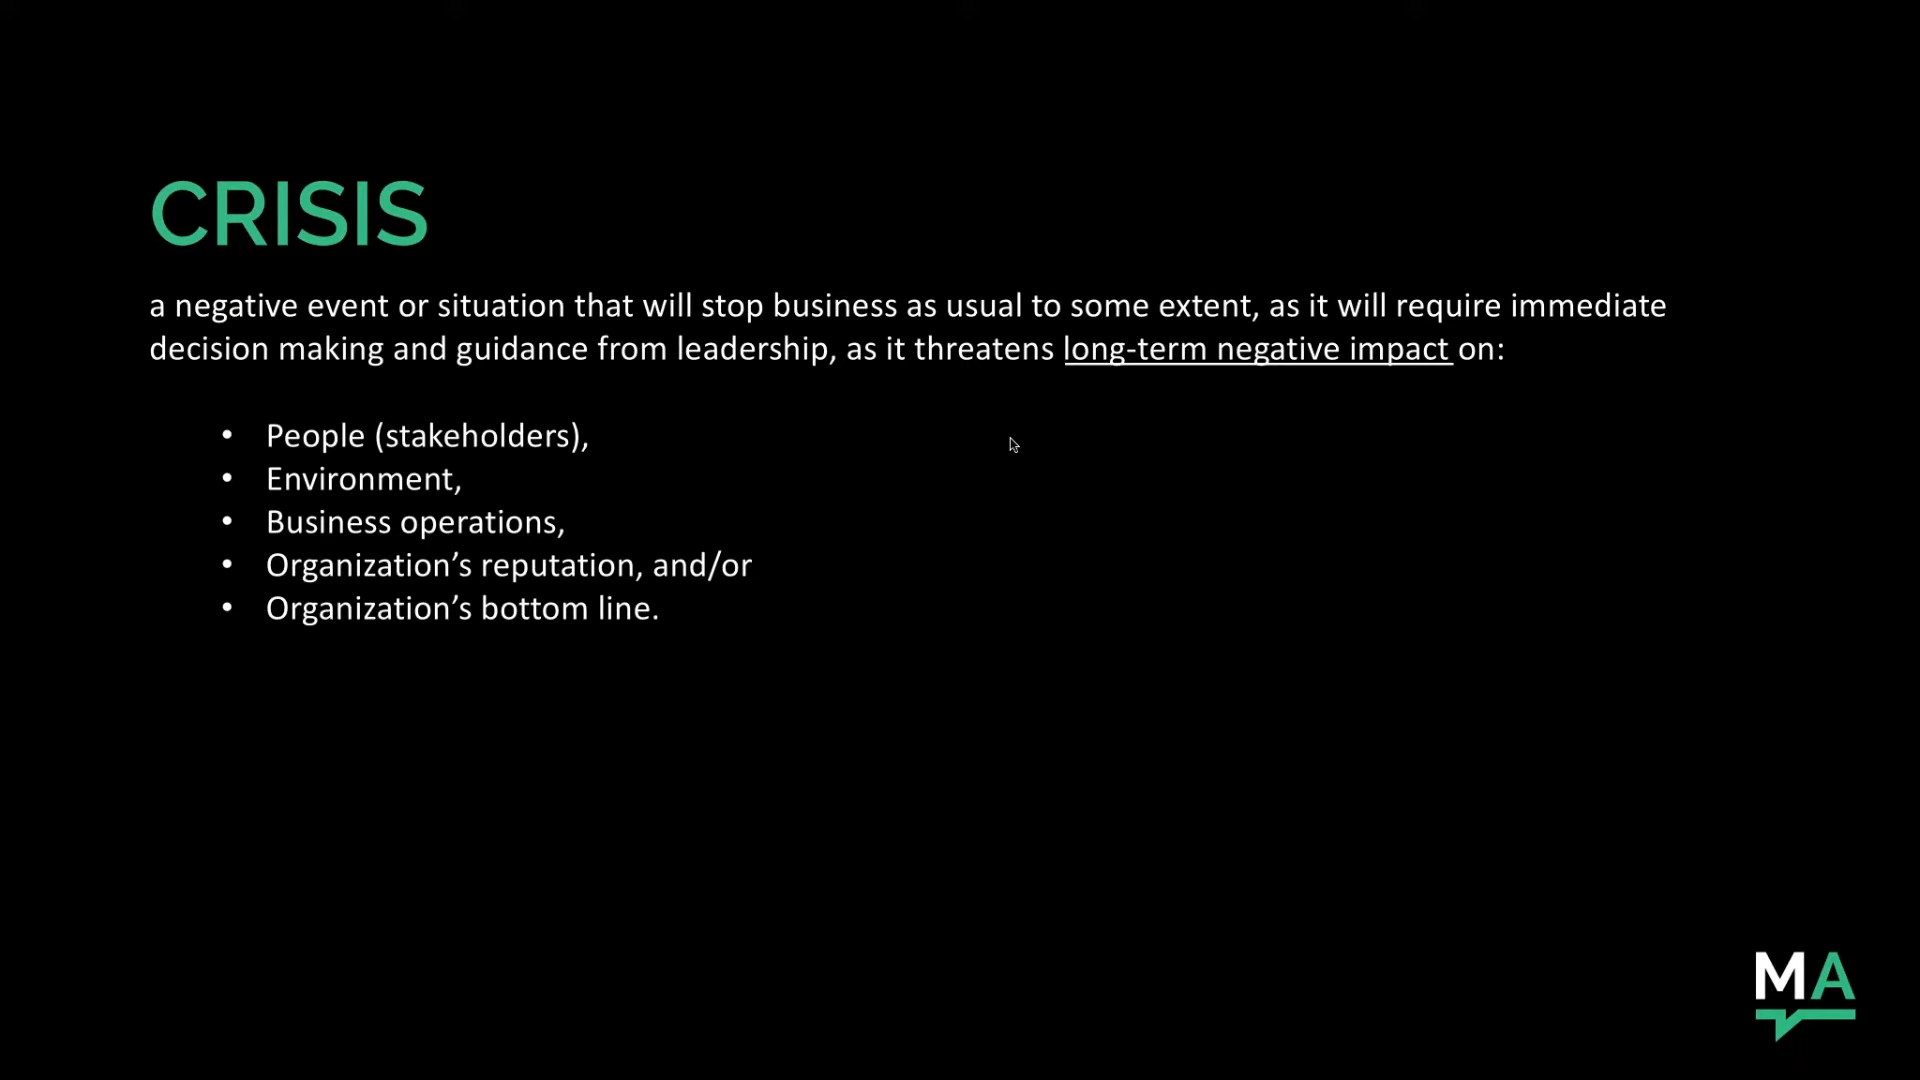 CRISIS
a negative event or situation that will stop business as usual to some extent, as it will require immediate
decision making and guidance from leadership, as it threatens long-term negative impact on:
• People (stakeholders),
• Environment,
• Business operations,
• Organization’s reputation, and/or
• Organization’s bottom line.
MA